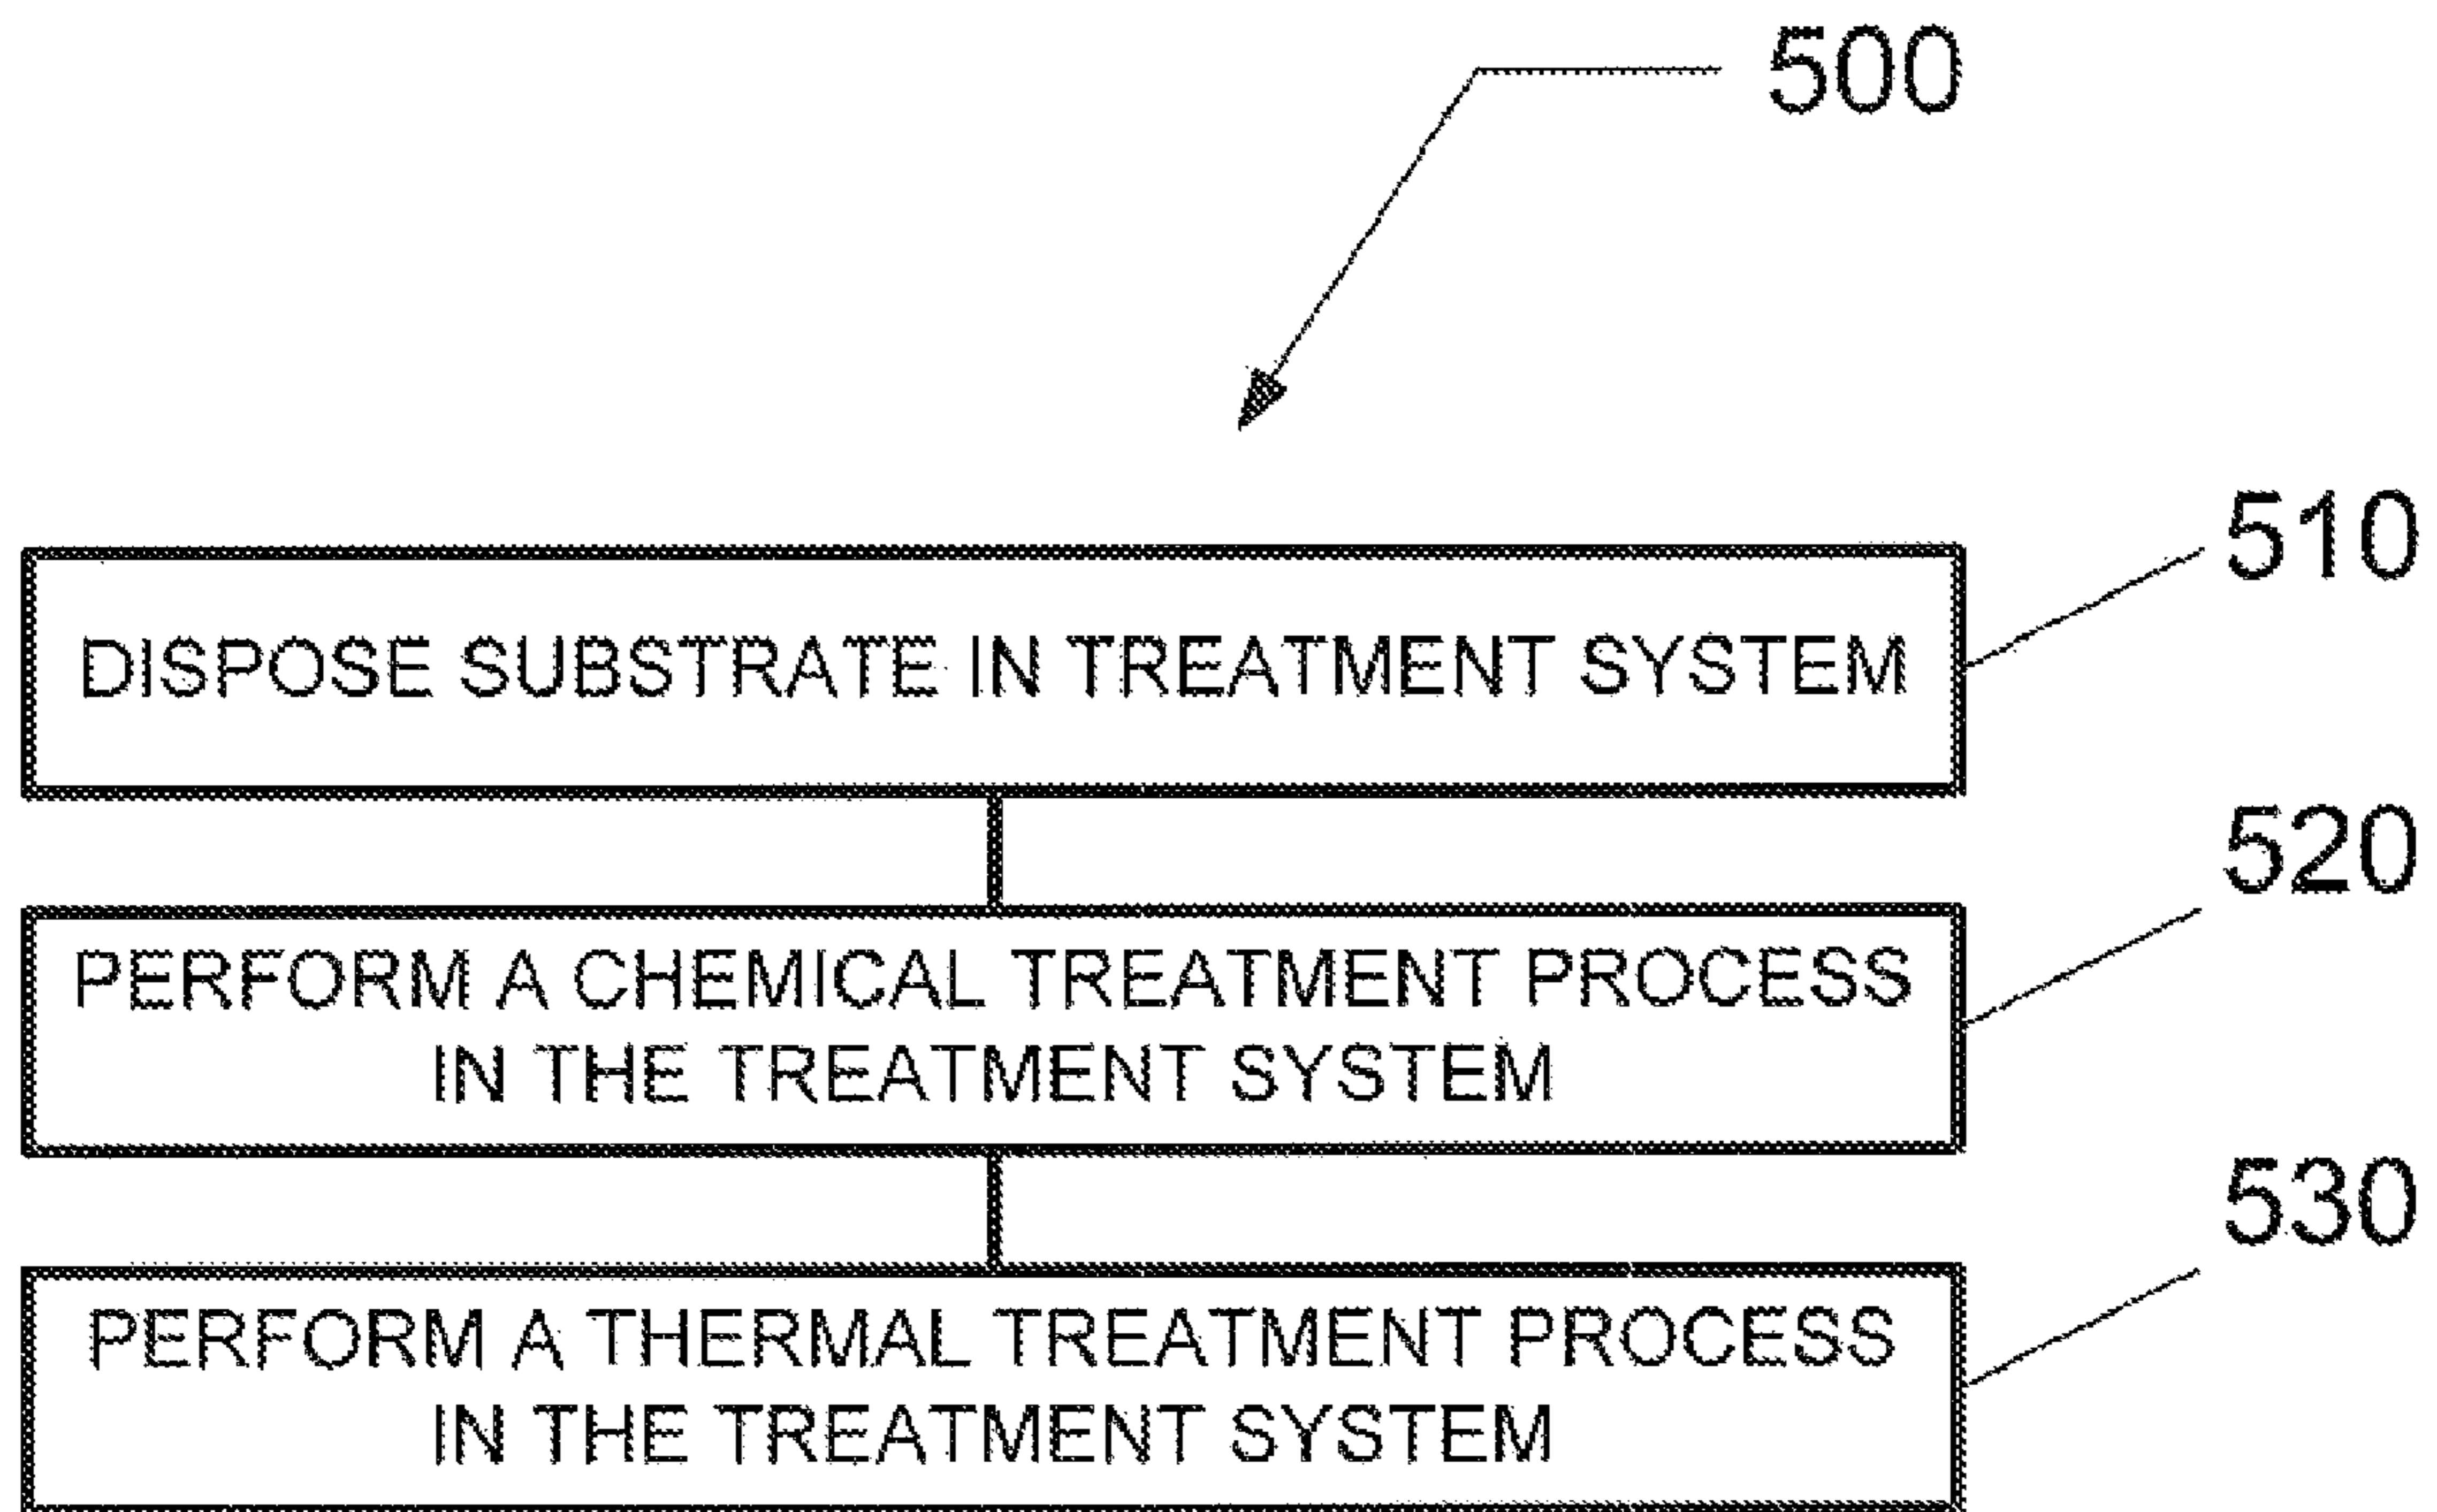 500
510
DISPOSE SUBSTRATE IN TREATMENT SYSTEM
520
PERFORM A CHEMICAL TREATMENT PROCESS
IN THE TREATMENT SYSTEM
530
PERFORM A THERMAL TREATMENT PROCESS
IN THE TREATMENT SYSTEM